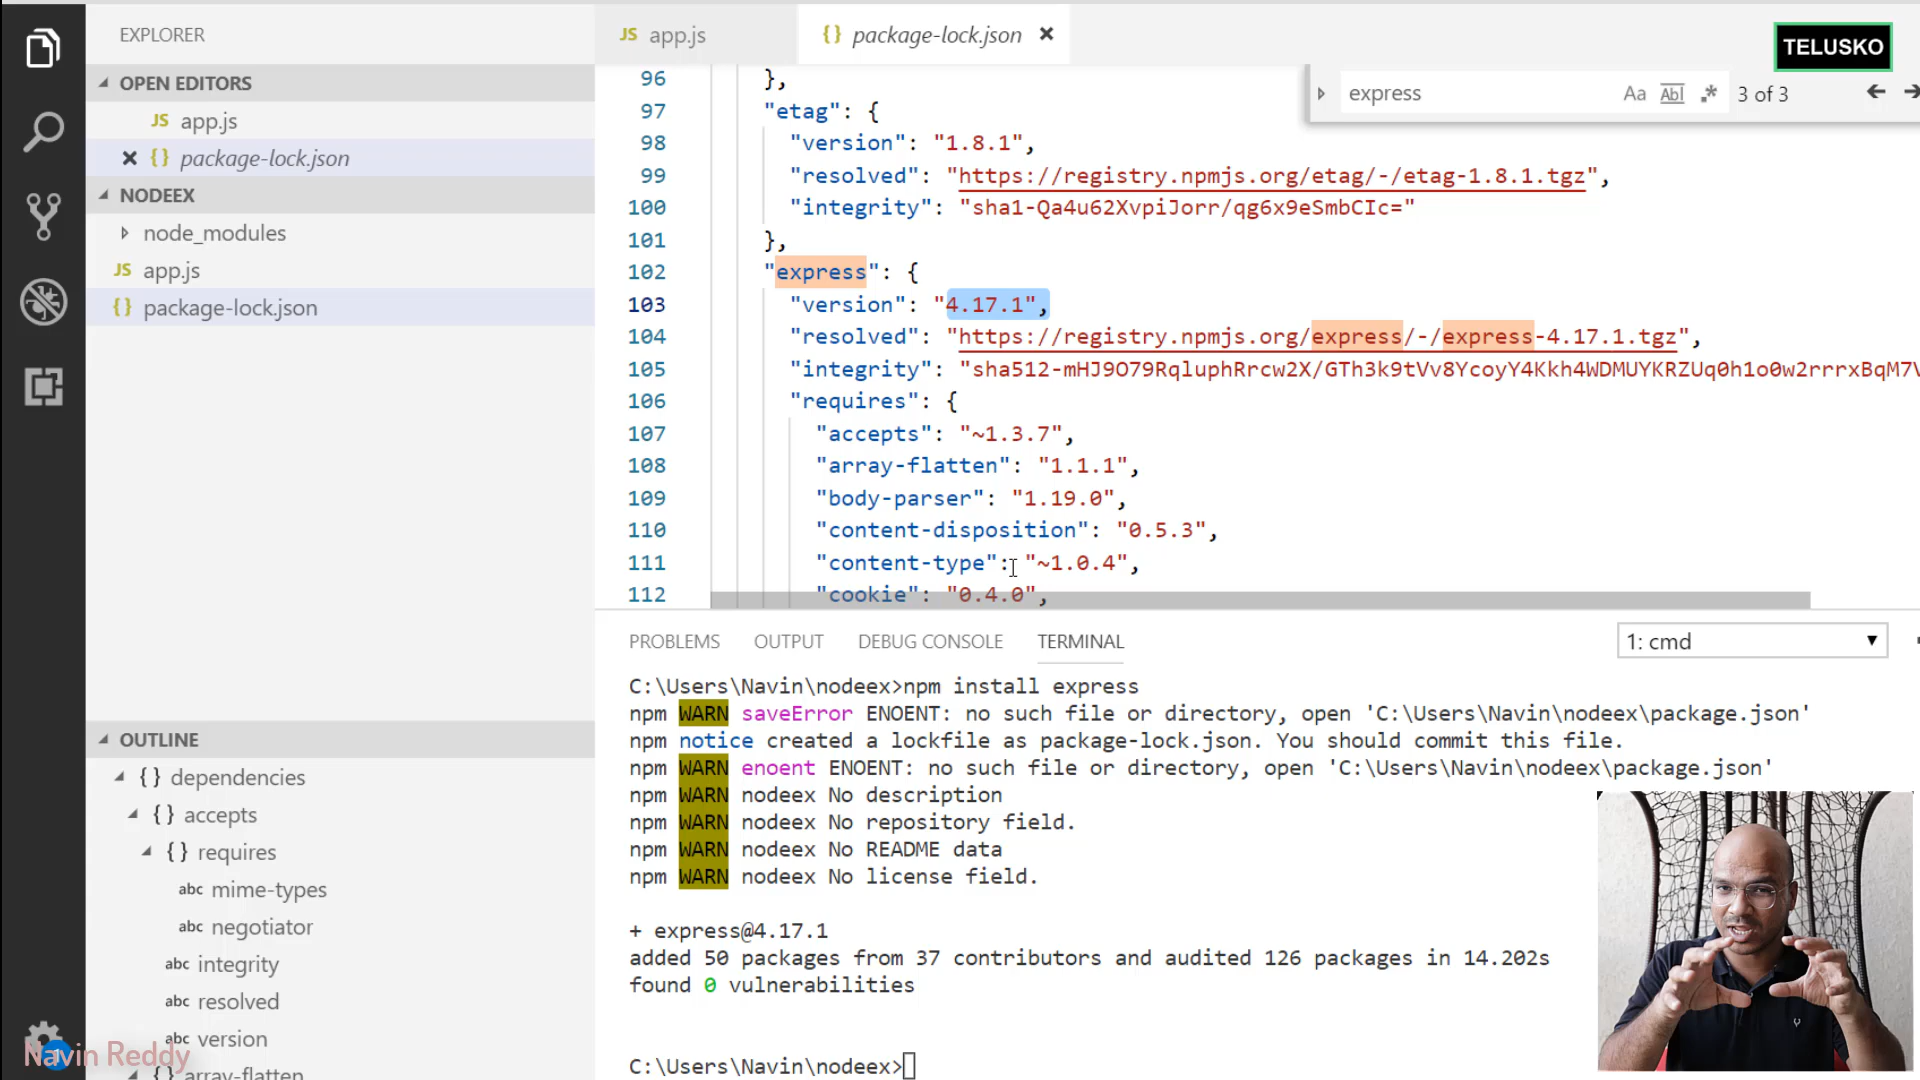 EXPLORER
OPEN EDITORS
JS app.js
{} package-lock.json
NODEEX
node_modules
JS app.js
{} package-lock.json
OUTLINE
{} dependencies
{} accepts
{} requires
abc mime-types
abc negotiator
abc integrity
abc resolved
abc version
{} array-flatten
Navin Reddy
JS app.js
{} package-lock.json
TELUSKO
express
Aa Abl .* 3 of 3
96 },
97 "etag": {
98 "version": "1.8.1",
99 "resolved": "https://registry.npmjs.org/etag/-/etag-1.8.1.tgz",
100 "integrity": "sha1-Qa4u62XvpiJorr/qg6x9eSmbCIc="
101 },
102 "express": {
103 "version": "4.17.1",
104 "resolved": "https://registry.npmjs.org/express/-/express-4.17.1.tgz",
105 "integrity": "sha512-mHJ9O79RqluphRrcw2X/GTh3k9tVv8YcoyY4Kkh4WDMUYKRZUq0h1o0w2rrrxBqM7V
106 "requires": {
107 "accepts": "~1.3.7",
108 "array-flatten": "1.1.1",
109 "body-parser": "1.19.0",
110 "content-disposition": "0.5.3",
111 "content-type": "~1.0.4",
112 "cookie": "0.4.0",
PROBLEMS OUTPUT DEBUG CONSOLE TERMINAL
1: cmd
C:\Users\Navin\nodeex>npm install express
npm WARN saveError ENOENT: no such file or directory, open 'C:\Users\Navin\nodeex\package.json'
npm notice created a lockfile as package-lock.json. You should commit this file.
npm WARN enoent ENOENT: no such file or directory, open 'C:\Users\Navin\nodeex\package.json'
npm WARN nodeex No description
npm WARN nodeex No repository field.
npm WARN nodeex No README data
npm WARN nodeex No license field.
+ express@4.17.1
added 50 packages from 37 contributors and audited 126 packages in 14.202s
found 0 vulnerabilities
C:\Users\Navin\nodeex>